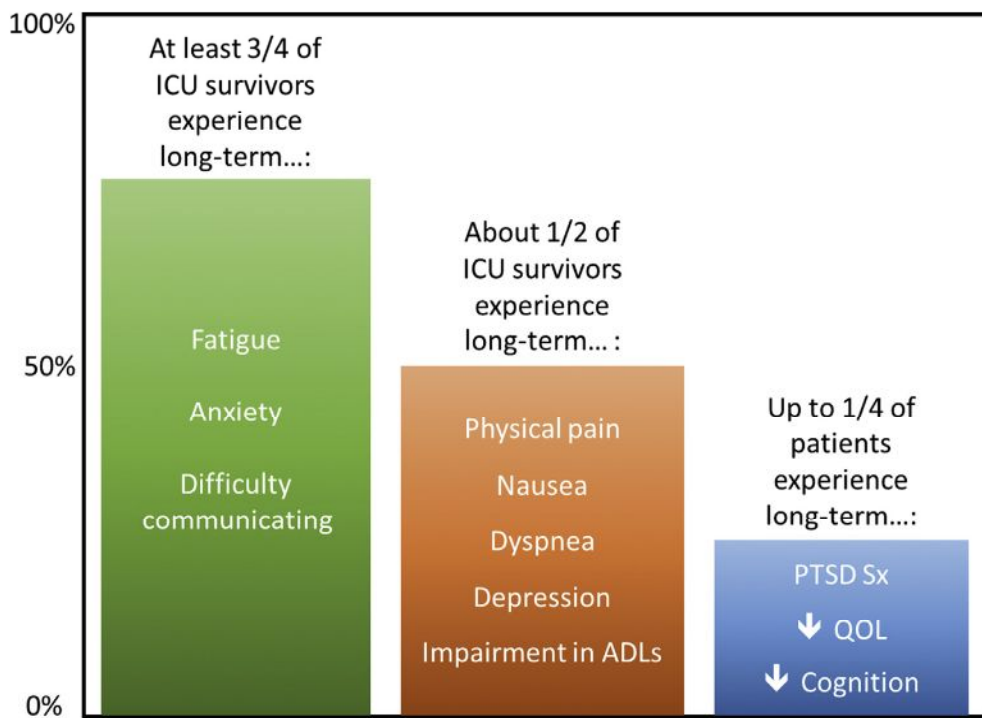 100%
At least 3/4 of
ICU survivors
experience
long-term...:
Fatigue
Anxiety
Difficulty
communicating
50%
About 1/2 of
ICU survivors
experience
long-term... :
Physical pain
Nausea
Dyspnea
Depression
Impairment in ADLs
Up to 1/4 of
patients
experience
long-term...:
PTSD Sx
↓ QOL
↓ Cognition
0%